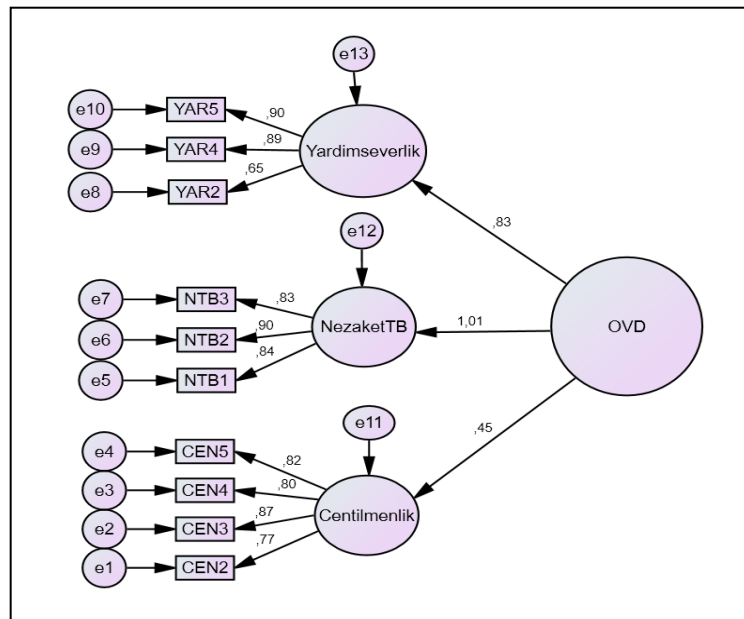 e13
e10 YAR5 ,90
e9 YAR4 ,89 Yardimseverlik
e8 YAR2 ,65
,83
e12
e7 NTB3 ,83
e6 NTB2 ,90 NezaketTB 1,01 OVD
e5 NTB1 ,84
e11
,45
e4 CEN5 ,82
e3 CEN4 ,80
e2 CEN3 ,87 Centilmenlik
e1 CEN2 ,77